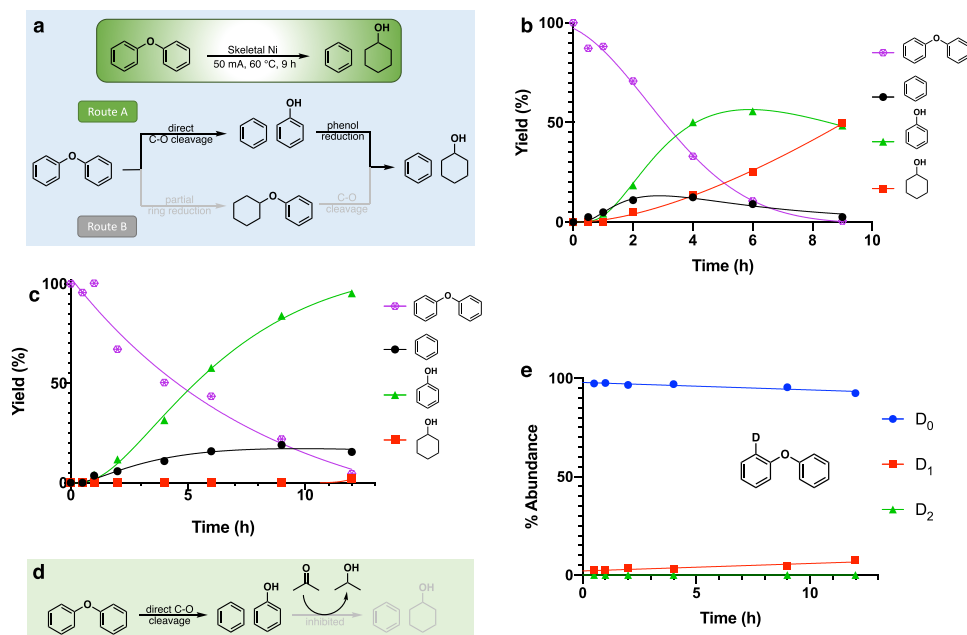 a
O
OH
Skeletal Ni
50 mA, 60 °C, 9 h
Route A
OH
direct
C-O cleavage
phenol
reduction
O
OH
O
partial
ring reduction
C-O
cleavage
Route B
b
Yield (%)
100
50
0
0 2 4 6 8 10
Time (h)
O
OH
OH
c
Yield (%)
100
50
0
0 5 10
Time (h)
O
OH
OH
d
O
direct C-O
cleavage
OH
O
OH
inhibited
OH
e
% Abundance
100
50
0
0 5 10
Time (h)
D
O
D0
D1
D2